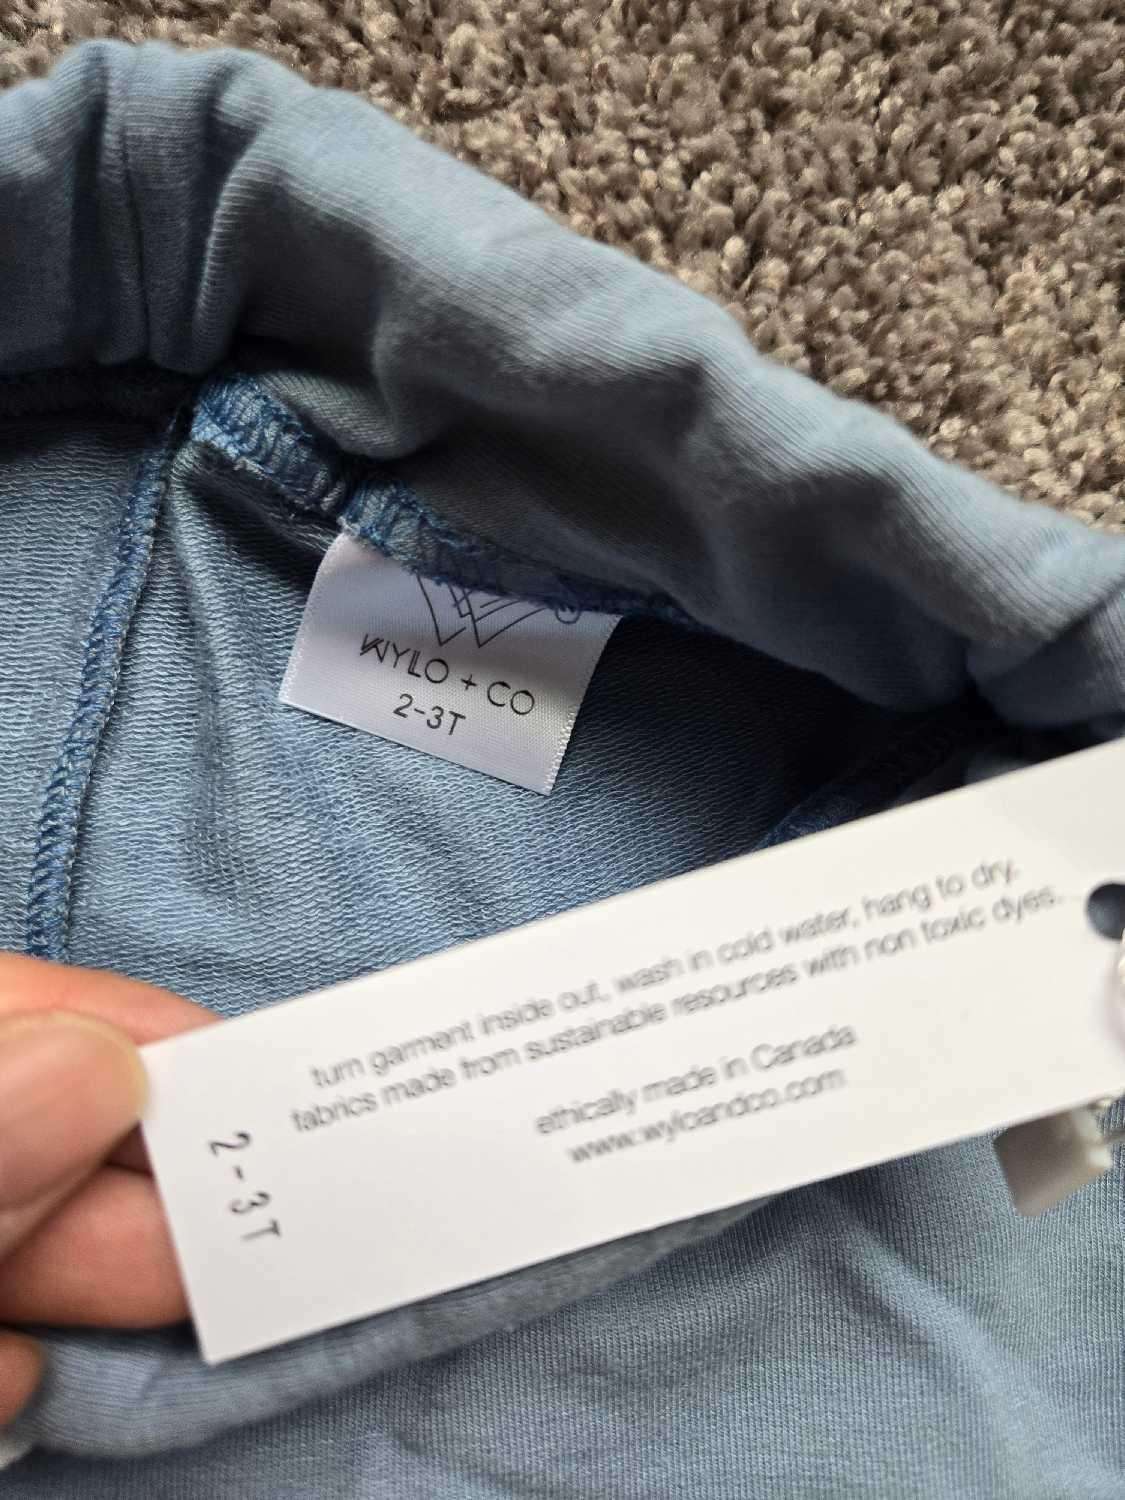 WYLO + CO
2-3T
turn garment inside out, wash in cold water, hang to dry.
fabrics made from sustainable resources with non toxic dyes.
ethically made in Canada
www.wyloandco.com
2-3T